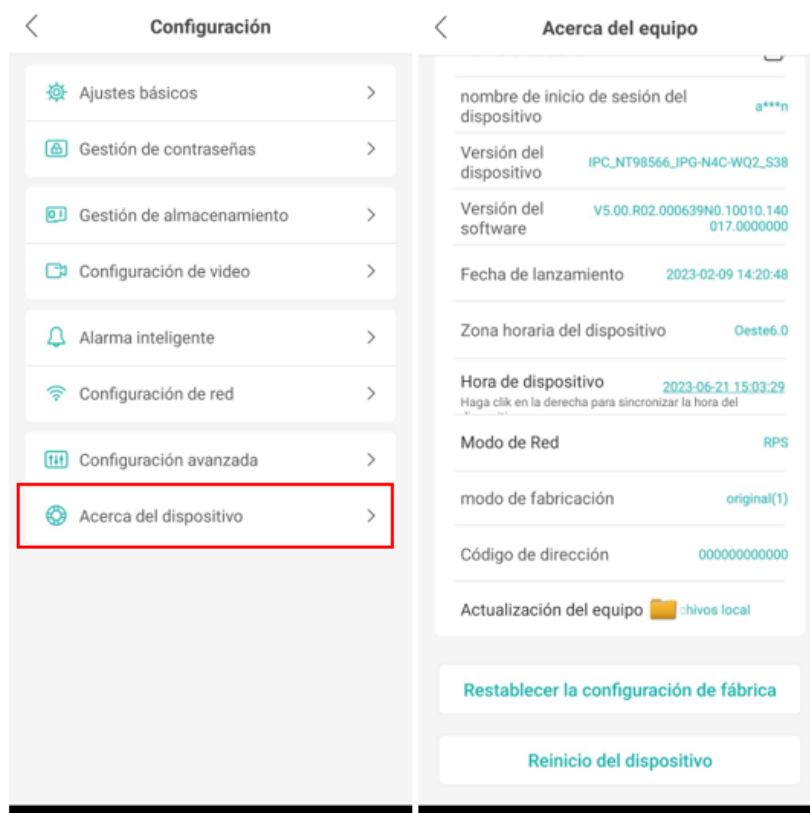 Configuración
Ajustes básicos
Gestión de contraseñas
Gestión de almacenamiento
Configuración de video
Alarma inteligente
Configuración de red
Configuración avanzada
Acerca del dispositivo
Acerca del equipo
nombre de inicio de sesión del
dispositivo
a***n
Versión del
dispositivo
IPC_NT98566_IPG-N4C-WQ2_S38
Versión del
software
V5.00.R02.000639N0.10010.140
017.0000000
Fecha de lanzamiento
2023-02-09 14:20:48
Zona horaria del dispositivo
Oeste6.0
Hora de dispositivo
2023-06-21 15:03:29
Haga clik en la derecha para sincronizar la hora del
Modo de Red
RPS
modo de fabricación
original(1)
Código de dirección
000000000000
Actualización del equipo
chivos local
Restablecer la configuración de fábrica
Reinicio del dispositivo